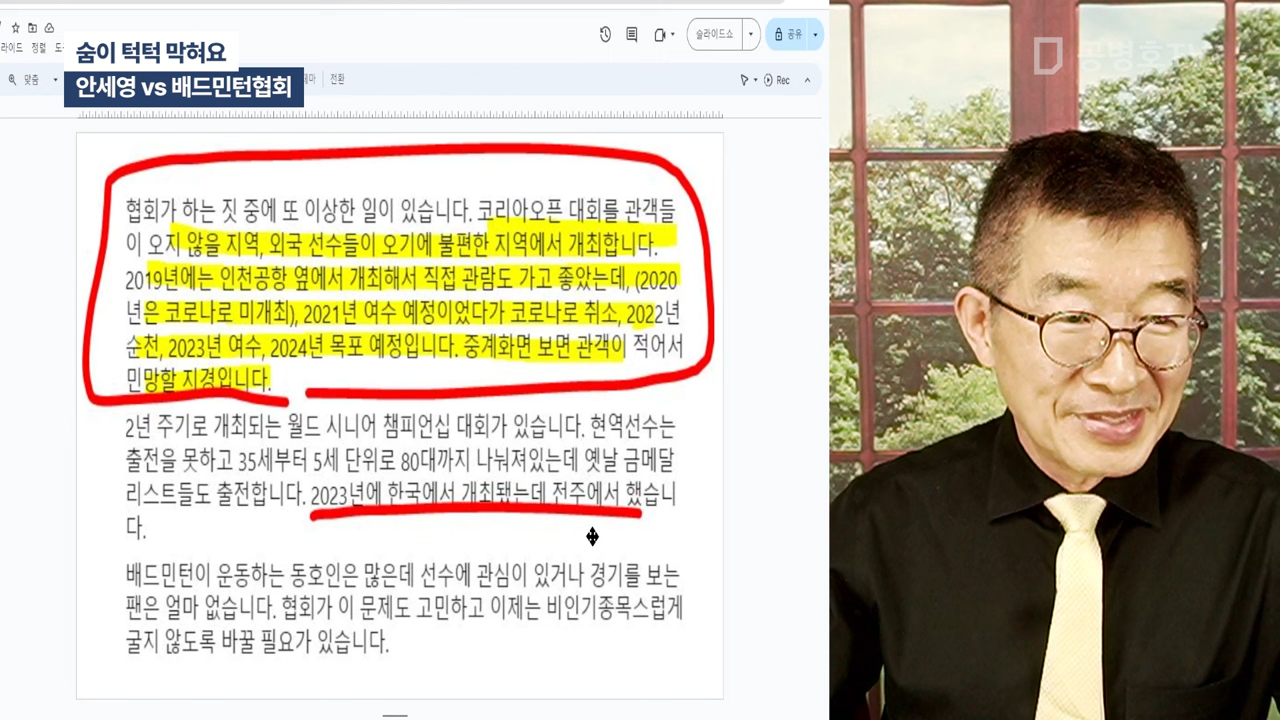 숨이 턱턱 막혀요
안세영 vs 배드민턴협회
라이드 정렬
슬라이드쇼
공유
맞춤
전환
Rec
공병호TV
협회가 하는 짓 중에 또 이상한 일이 있습니다. 코리아오픈 대회를 관객들
이 오지 않을 지역, 외국 선수들이 오기에 불편한 지역에서 개최합니다.
2019년에는 인천공항 옆에서 개최해서 직접 관람도 가고 좋았는데, (2020
년은 코로나로 미개최), 2021년 여수 예정이었다가 코로나로 취소, 2022년
순천, 2023년 여수, 2024년 목포 예정입니다. 중계화면 보면 관객이 적어서
민망할 지경입니다.
2년 주기로 개최되는 월드 시니어 챔피언십 대회가 있습니다. 현역선수는
출전을 못하고 35세부터 5세 단위로 80대까지 나눠져있는데 옛날 금메달
리스트들도 출전합니다. 2023년에 한국에서 개최됐는데 전주에서 했습니
다.
배드민턴이 운동하는 동호인은 많은데 선수에 관심이 있거나 경기를 보는
팬은 얼마 없습니다. 협회가 이 문제도 고민하고 이제는 비인기종목스럽게
굴지 않도록 바꿀 필요가 있습니다.